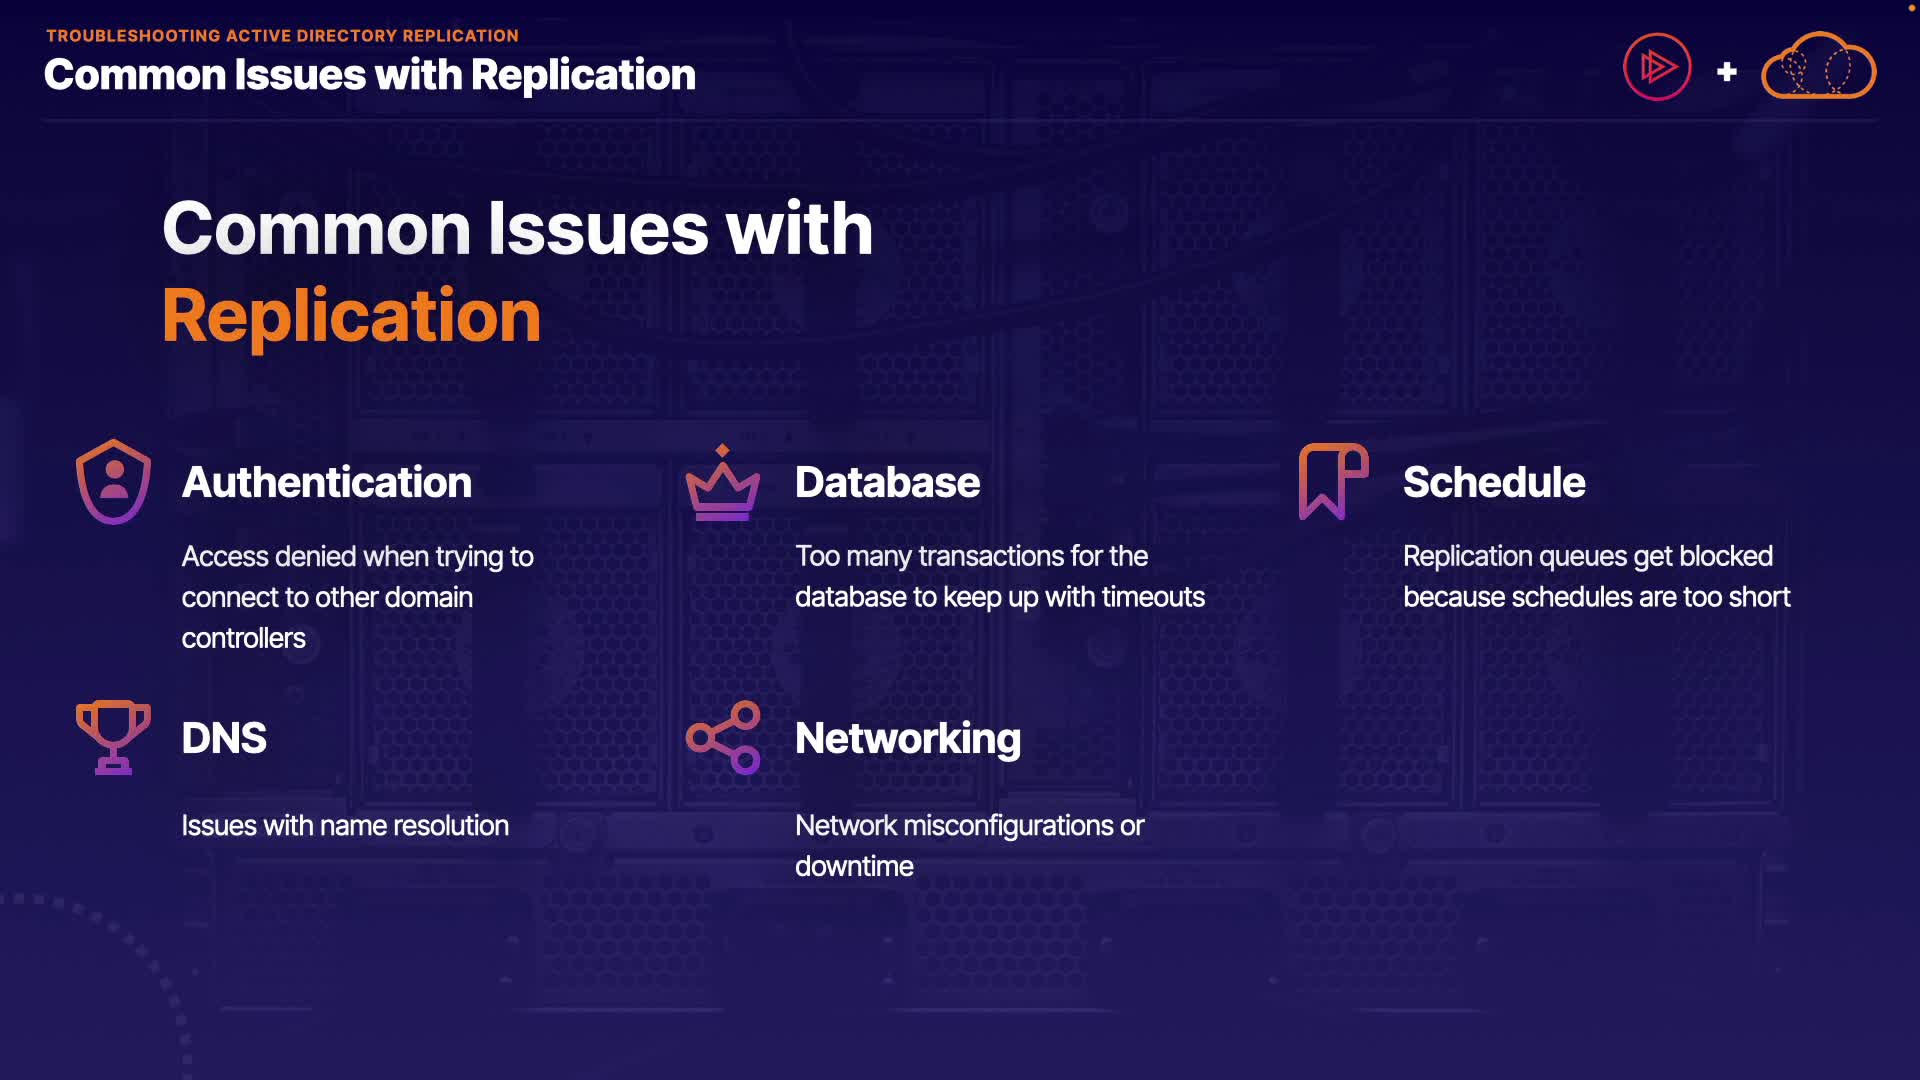 TROUBLESHOOTING ACTIVE DIRECTORY REPLICATION
Common Issues with Replication
Common Issues with
Replication
Authentication
Access denied when trying to
connect to other domain
controllers
Database
Too many transactions for the
database to keep up with timeouts
Schedule
Replication queues get blocked
because schedules are too short
DNS
Issues with name resolution
Networking
Network misconfigurations or
downtime